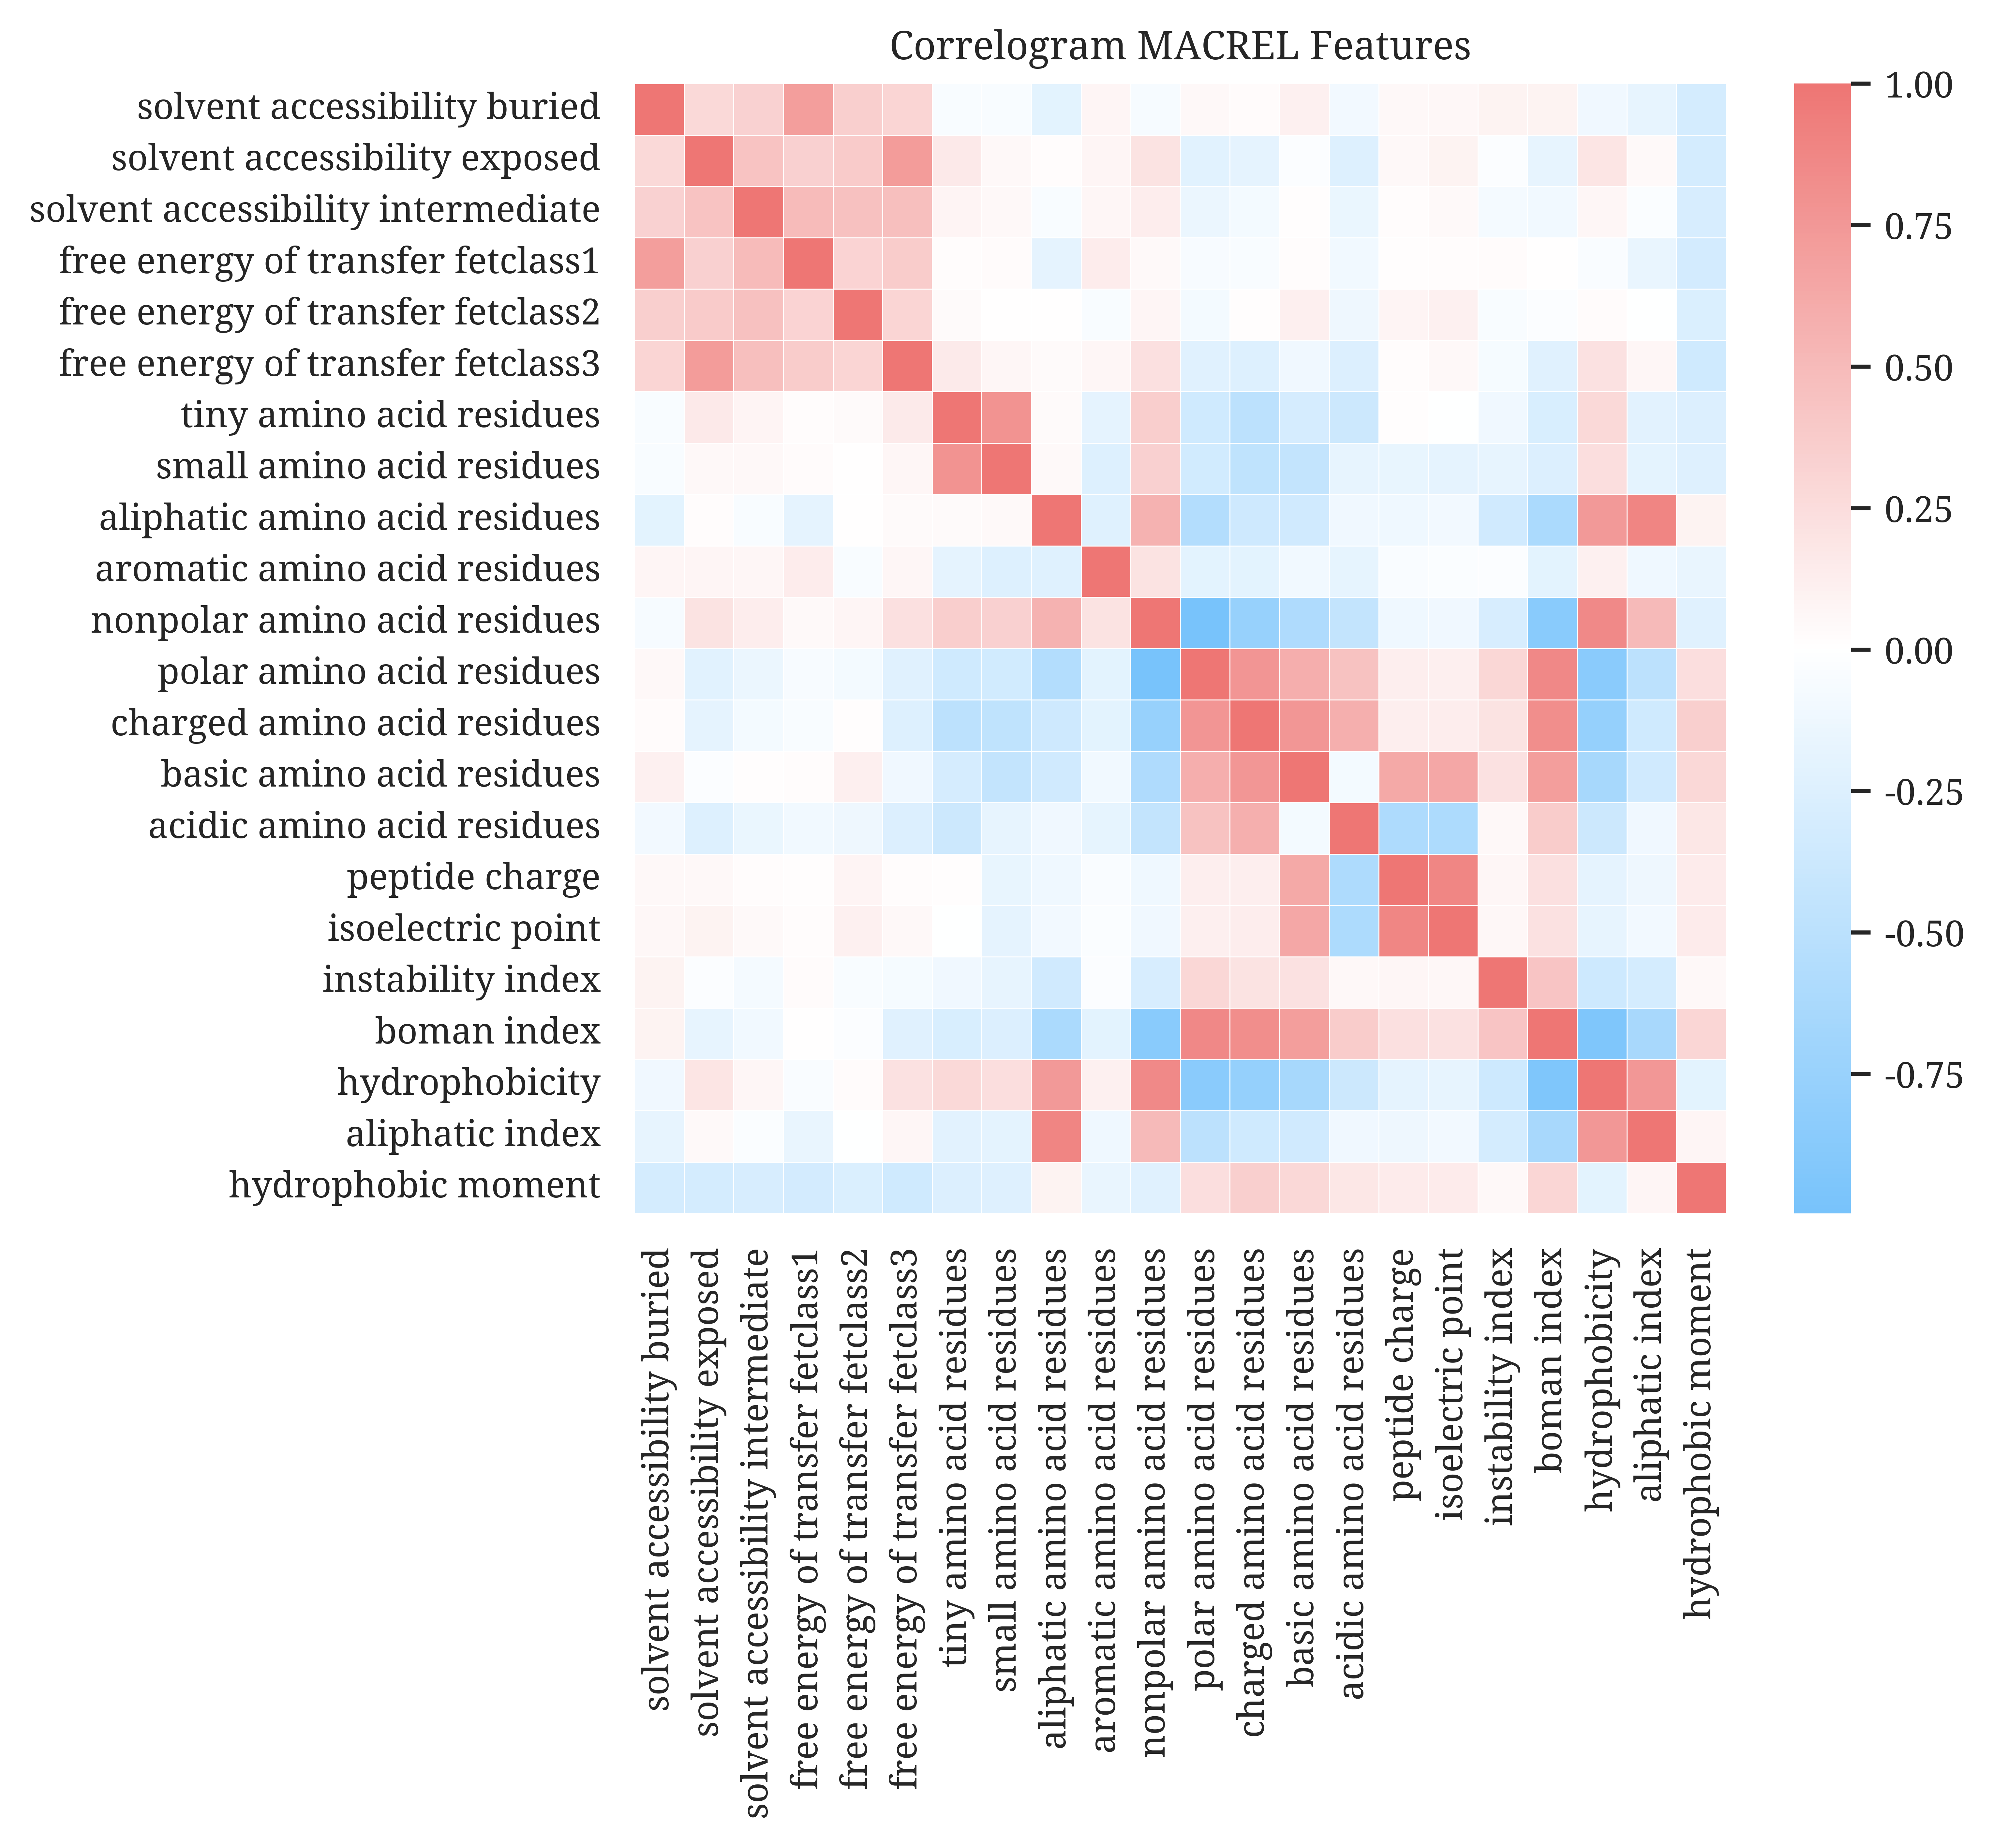 Correlogram MACREL Features
solvent accessibility buried
solvent accessibility exposed
solvent accessibility intermediate
free energy of transfer fetclass1
free energy of transfer fetclass2
free energy of transfer fetclass3
tiny amino acid residues
small amino acid residues
aliphatic amino acid residues
aromatic amino acid residues
nonpolar amino acid residues
polar amino acid residues
charged amino acid residues
basic amino acid residues
acidic amino acid residues
peptide charge
isoelectric point
instability index
boman index
hydrophobicity
aliphatic index
hydrophobic moment
solvent accessibility buried
solvent accessibility exposed
solvent accessibility intermediate
free energy of transfer fetclass1
free energy of transfer fetclass2
free energy of transfer fetclass3
tiny amino acid residues
small amino acid residues
aliphatic amino acid residues
aromatic amino acid residues
nonpolar amino acid residues
polar amino acid residues
charged amino acid residues
basic amino acid residues
acidic amino acid residues
peptide charge
isoelectric point
instability index
boman index
hydrophobicity
aliphatic index
hydrophobic moment
1.00
0.75
0.50
0.25
0.00
-0.25
-0.50
-0.75